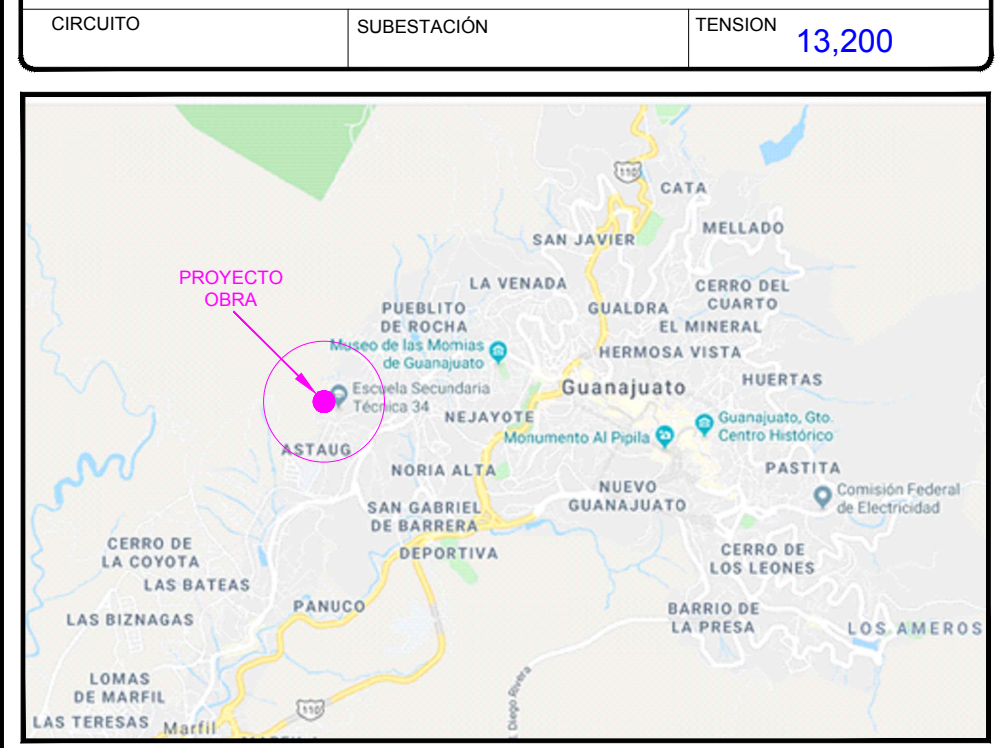 CIRCUITO
SUBESTACIÓN
TENSION
13,200
110
CATA
MELLADO
SAN JAVIER
PROYECTO
OBRA
LA VENADA
CERRO DEL
CUARTO
PUEBLITO
DE ROCHA
GUALDRA
EL MINERAL
Museo de las Momias
de Guanajuato
HERMOSA VISTA
Guanajuato
HUERTAS
Escuela Secundaria
Técnica 34
NEJAYOTE
Guanajuato, Gto.
Centro Histórico
Monumento Al Pipila
ASTAUG
NORIA ALTA
PASTITA
NUEVO
GUANAJUATO
Comisión Federal
de Electricidad
SAN GABRIEL
DE BARRERA
DEPORTIVA
CERRO DE
LA COYOTA
CERRO DE
LOS LEONES
LAS BATEAS
PANUCO
LAS BIZNAGAS
BARRIO DE
LA PRESA
LOS AMEROS
LOMAS
DE MARFIL
Diego Rivera
110
LAS TERESAS
Marfil